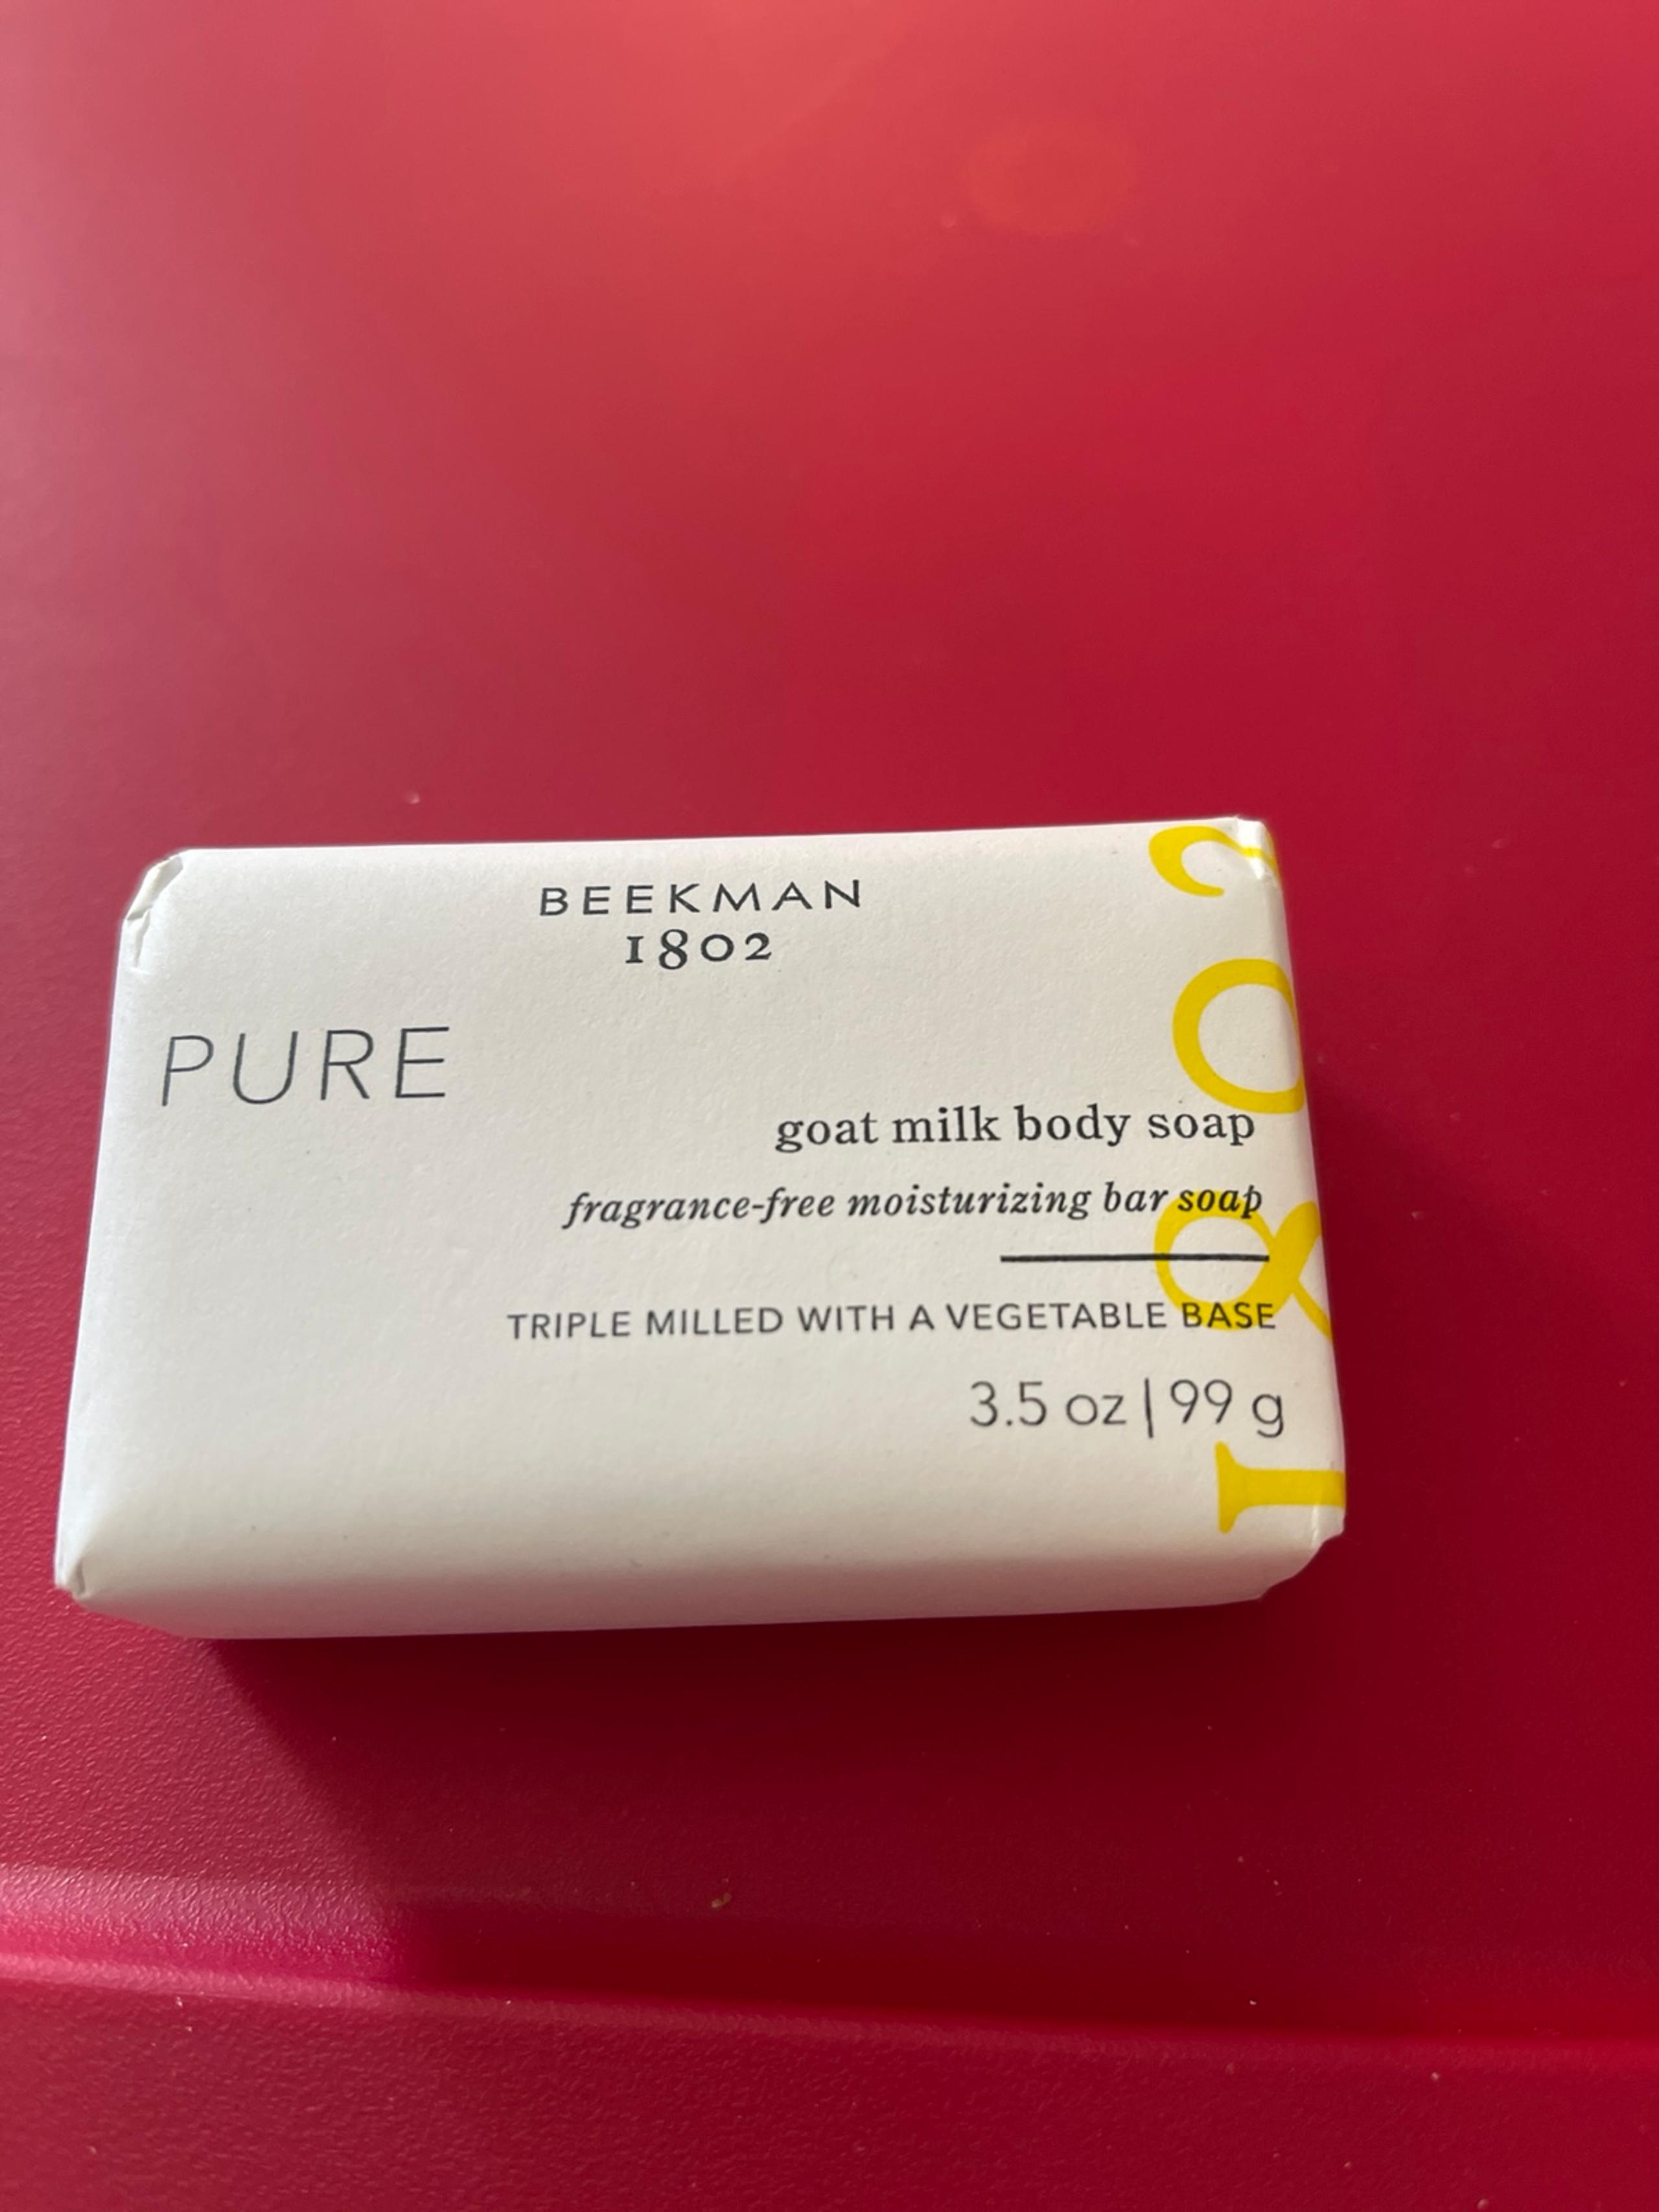 BEEKMAN
1802
PURE
goat milk body soap
fragrance-free moisturizing bar soap
TRIPLE MILLED WITH A VEGETABLE BASE
3.5 oz | 99 g
1802